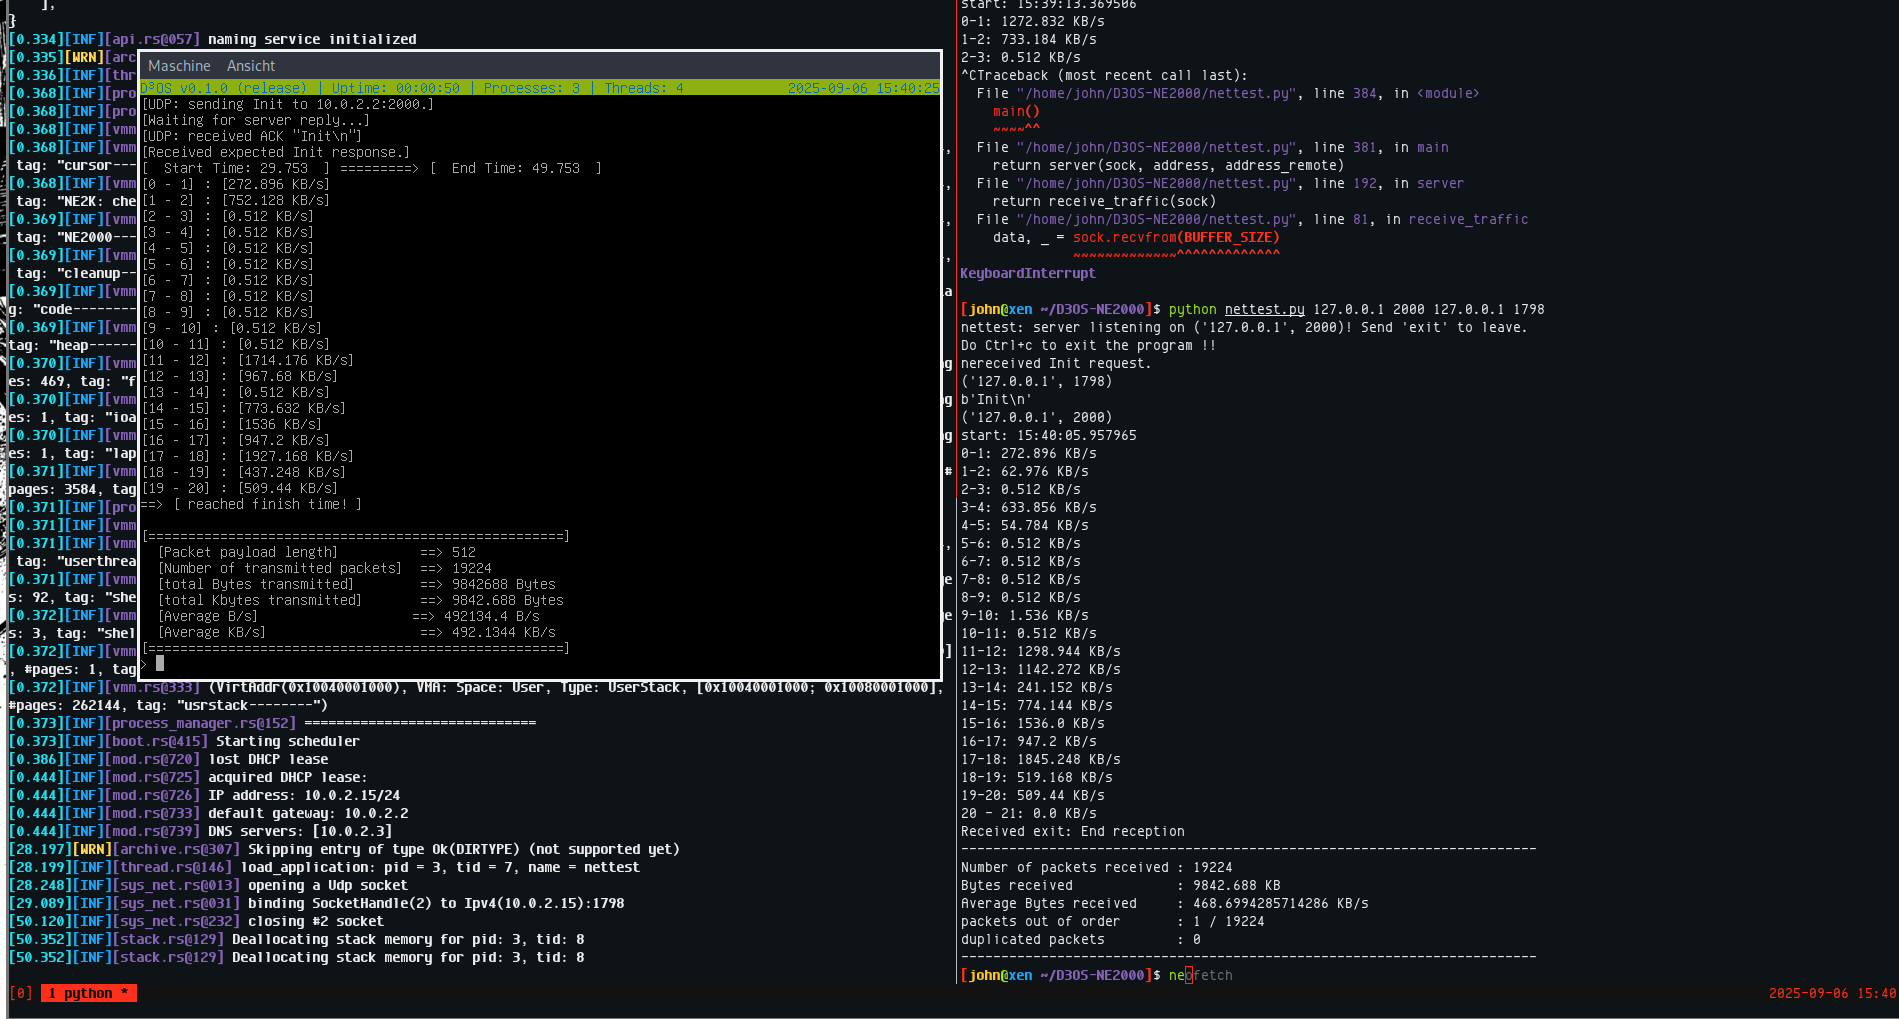 ],
}
[0.334][INF][api.rs@057] naming service initialized
[0.335][WRN][arc
[0.336][INF][thr
[0.368][INF][pro
[0.368][INF][pro
[0.368][INF][vmm
[0.368][INF][vmm
tag: "cursor---
[0.368][INF][vmm
tag: "NE2K: che
[0.369][INF][vmm
tag: "NE2000---
[0.369][INF][vmm
tag: "cleanup--
[0.369][INF][vmm
g: "code--------
[0.369][INF][vmm
tag: "heap------
[0.370][INF][vmm
es: 469, tag: "f
[0.370][INF][vmm
es: 1, tag: "ioa
[0.370][INF][vmm
es: 1, tag: "lap
[0.371][INF][vmm
pages: 3584, tag
[0.371][INF][pro
[0.371][INF][vmm
[0.371][INF][vmm
tag: "userthrea
[0.371][INF][vmm
s: 92, tag: "she
[0.372][INF][vmm
s: 3, tag: "shel
[0.372][INF][vmm
, #pages: 1, tag
[0.372][INF][vmm.rs@333] (VirtAddr(0x10040001000), VMA: Space: User, Type: UserStack, [0x10040001000; 0x10080001000],
#pages: 262144, tag: "usrstack--------")
[0.373][INF][process_manager.rs@152] =============================
[0.373][INF][boot.rs@415] Starting scheduler
[0.386][INF][mod.rs@720] lost DHCP lease
[0.444][INF][mod.rs@725] acquired DHCP lease:
[0.444][INF][mod.rs@726] IP address: 10.0.2.15/24
[0.444][INF][mod.rs@733] default gateway: 10.0.2.2
[0.444][INF][mod.rs@739] DNS servers: [10.0.2.3]
[28.197][WRN][archive.rs@307] Skipping entry of type Ok(DIRTYPE) (not supported yet)
[28.199][INF][thread.rs@146] load_application: pid = 3, tid = 7, name = nettest
[28.248][INF][sys_net.rs@013] opening a Udp socket
[29.089][INF][sys_net.rs@031] binding SocketHandle(2) to Ipv4(10.0.2.15):1798
[50.120][INF][sys_net.rs@232] closing #2 socket
[50.352][INF][stack.rs@129] Deallocating stack memory for pid: 3, tid: 8
[50.352][INF][stack.rs@129] Deallocating stack memory for pid: 3, tid: 8
Maschine Ansicht
D³OS v0.1.0 (release) | Uptime: 00:00:50 | Processes: 3 | Threads: 4 2025-09-06 15:40:25
[UDP: sending Init to 10.0.2.2:2000.]
[Waiting for server reply...]
[UDP: received ACK "Init\n"]
[Received expected Init response.]
[ Start Time: 29.753 ] =========> [ End Time: 49.753 ]
[0 - 1] : [272.896 KB/s]
[1 - 2] : [752.128 KB/s]
[2 - 3] : [0.512 KB/s]
[3 - 4] : [0.512 KB/s]
[4 - 5] : [0.512 KB/s]
[5 - 6] : [0.512 KB/s]
[6 - 7] : [0.512 KB/s]
[7 - 8] : [0.512 KB/s]
[8 - 9] : [0.512 KB/s]
[9 - 10] : [0.512 KB/s]
[10 - 11] : [0.512 KB/s]
[11 - 12] : [1714.176 KB/s]
[12 - 13] : [967.68 KB/s]
[13 - 14] : [0.512 KB/s]
[14 - 15] : [773.632 KB/s]
[15 - 16] : [1536 KB/s]
[16 - 17] : [947.2 KB/s]
[17 - 18] : [1927.168 KB/s]
[18 - 19] : [437.248 KB/s]
[19 - 20] : [509.44 KB/s]
==> [ reached finish time! ]
[====================================================]
[Packet payload length] ==> 512
[Number of transmitted packets] ==> 19224
[total Bytes transmitted] ==> 9842688 Bytes
[total Kbytes transmitted] ==> 9842.688 Bytes
[Average B/s] ==> 492134.4 B/s
[Average KB/s] ==> 492.1344 KB/s
[====================================================]
>
start: 15:39:13.369506
0-1: 1272.832 KB/s
1-2: 733.184 KB/s
2-3: 0.512 KB/s
^CTraceback (most recent call last):
File "/home/john/D3OS-NE2000/nettest.py", line 384, in <module>
main()
~~~~^^
File "/home/john/D3OS-NE2000/nettest.py", line 381, in main
return server(sock, address, address_remote)
File "/home/john/D3OS-NE2000/nettest.py", line 192, in server
return receive_traffic(sock)
File "/home/john/D3OS-NE2000/nettest.py", line 81, in receive_traffic
data, _ = sock.recvfrom(BUFFER_SIZE)
~~~~~~~~~~~~~^^^^^^^^^^^^^
KeyboardInterrupt
[john@xen ~/D3OS-NE2000]$ python nettest.py 127.0.0.1 2000 127.0.0.1 1798
nettest: server listening on ('127.0.0.1', 2000)! Send 'exit' to leave.
Do Ctrl+c to exit the program !!
nereceived Init request.
('127.0.0.1', 1798)
b'Init\n'
('127.0.0.1', 2000)
start: 15:40:05.957965
0-1: 272.896 KB/s
1-2: 62.976 KB/s
2-3: 0.512 KB/s
3-4: 633.856 KB/s
4-5: 54.784 KB/s
5-6: 0.512 KB/s
6-7: 0.512 KB/s
7-8: 0.512 KB/s
8-9: 0.512 KB/s
9-10: 1.536 KB/s
10-11: 0.512 KB/s
11-12: 1298.944 KB/s
12-13: 1142.272 KB/s
13-14: 241.152 KB/s
14-15: 774.144 KB/s
15-16: 1536.0 KB/s
16-17: 947.2 KB/s
17-18: 1845.248 KB/s
18-19: 519.168 KB/s
19-20: 509.44 KB/s
20 - 21: 0.0 KB/s
Received exit: End reception
------------------------------------------------------------------------
Number of packets received : 19224
Bytes received : 9842.688 KB
Average Bytes received : 468.6994285714286 KB/s
packets out of order : 1 / 19224
duplicated packets : 0
------------------------------------------------------------------------
[john@xen ~/D3OS-NE2000]$ neofetch
[0] 1 python * 2025-09-06 15:40